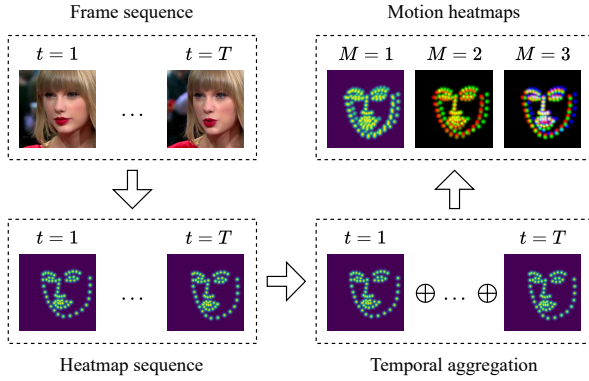 Frame sequence
t = 1
t = T
...
Motion heatmaps
M = 1
M = 2
M = 3
t = 1
t = T
...
Heatmap sequence
t = 1
t = T
⊕ ... ⊕
Temporal aggregation